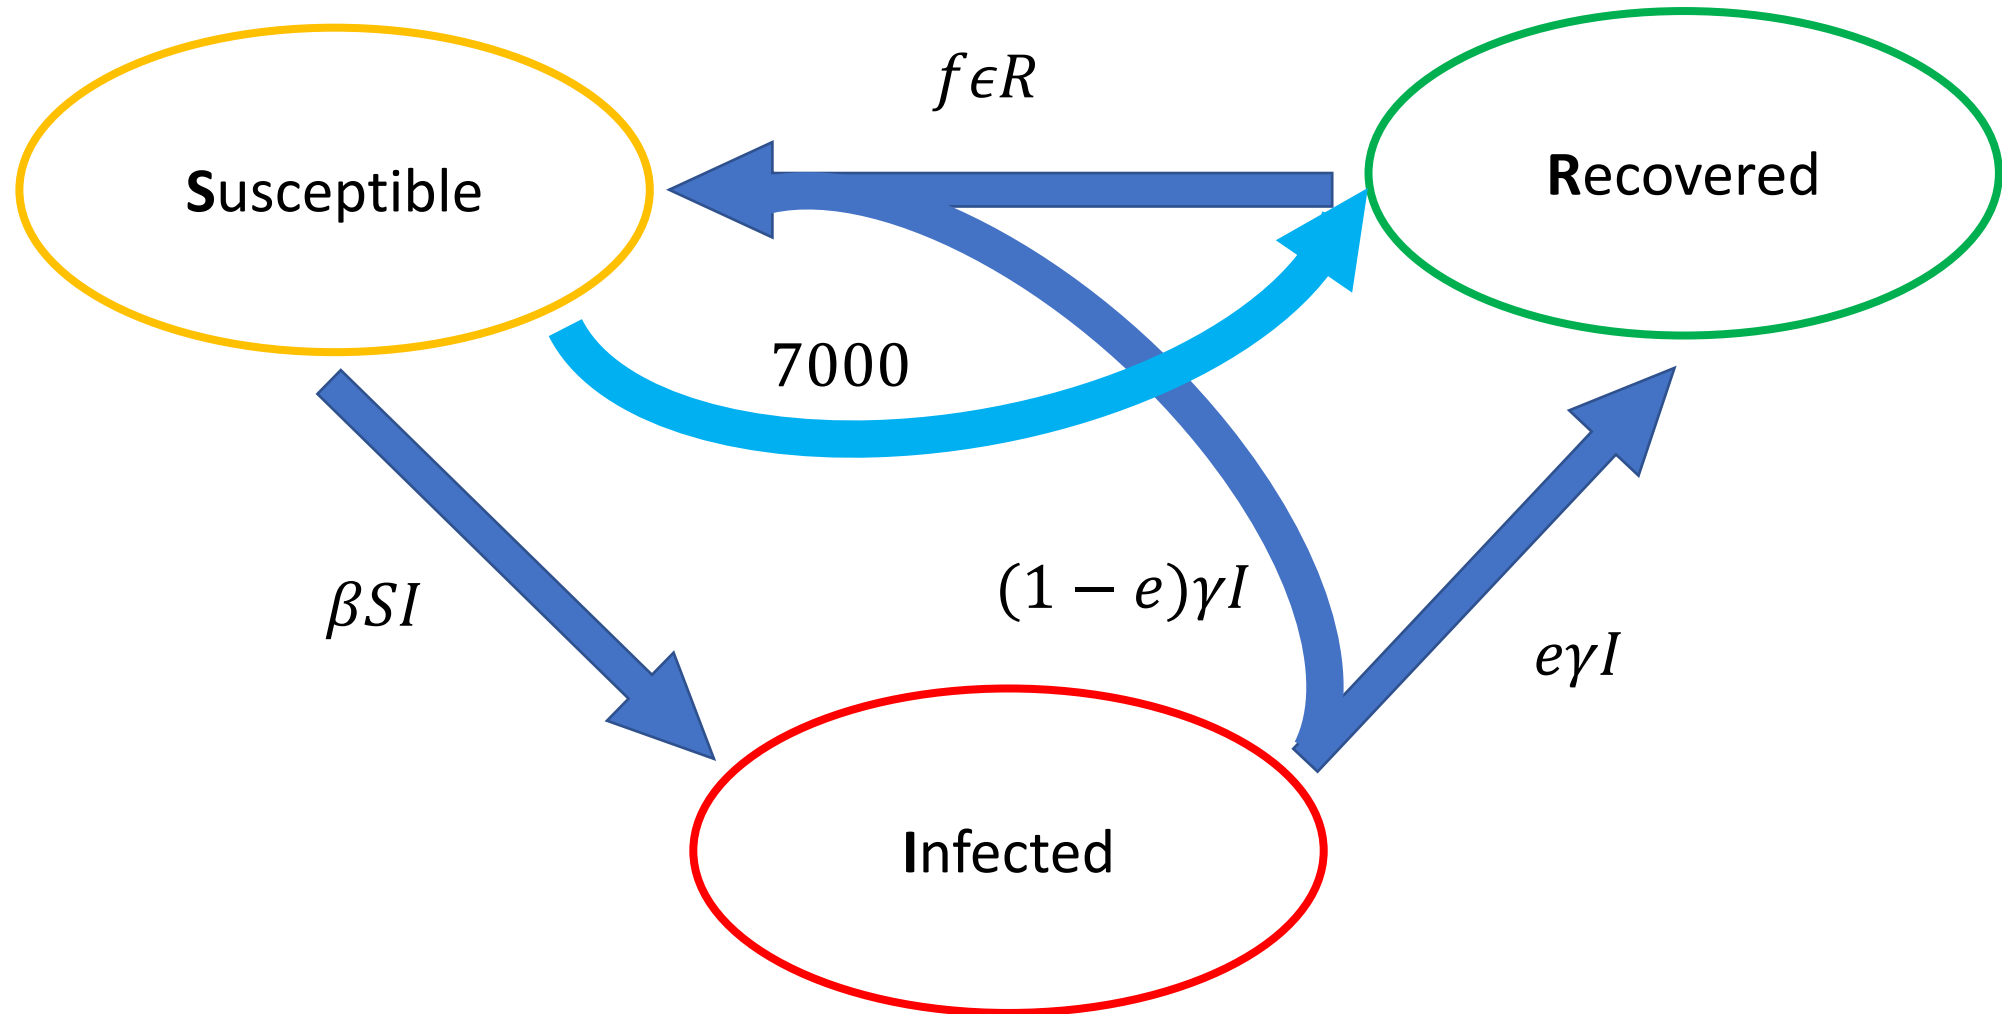 fϵR
Susceptible
Recovered
7000
βSI
(1 − e)γI
eγI
Infected